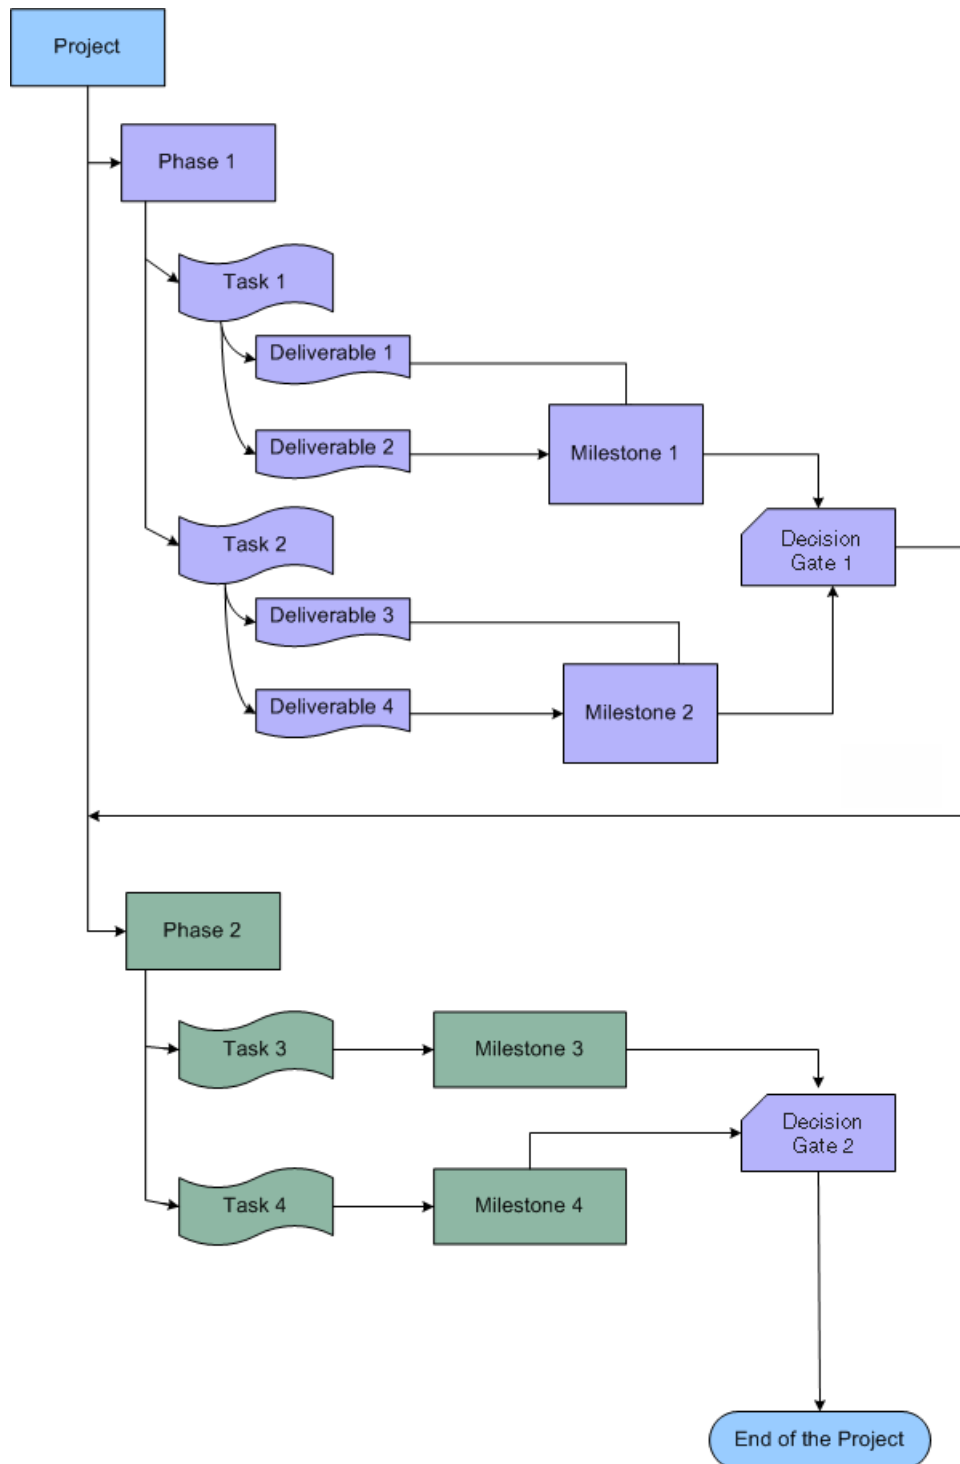 Project
Phase 1
Task 1
Deliverable 1
Deliverable 2
Milestone 1
Decision
Gate 1
Task 2
Deliverable 3
Deliverable 4
Milestone 2
Phase 2
Task 3
Milestone 3
Decision
Gate 2
Task 4
Milestone 4
End of the Project